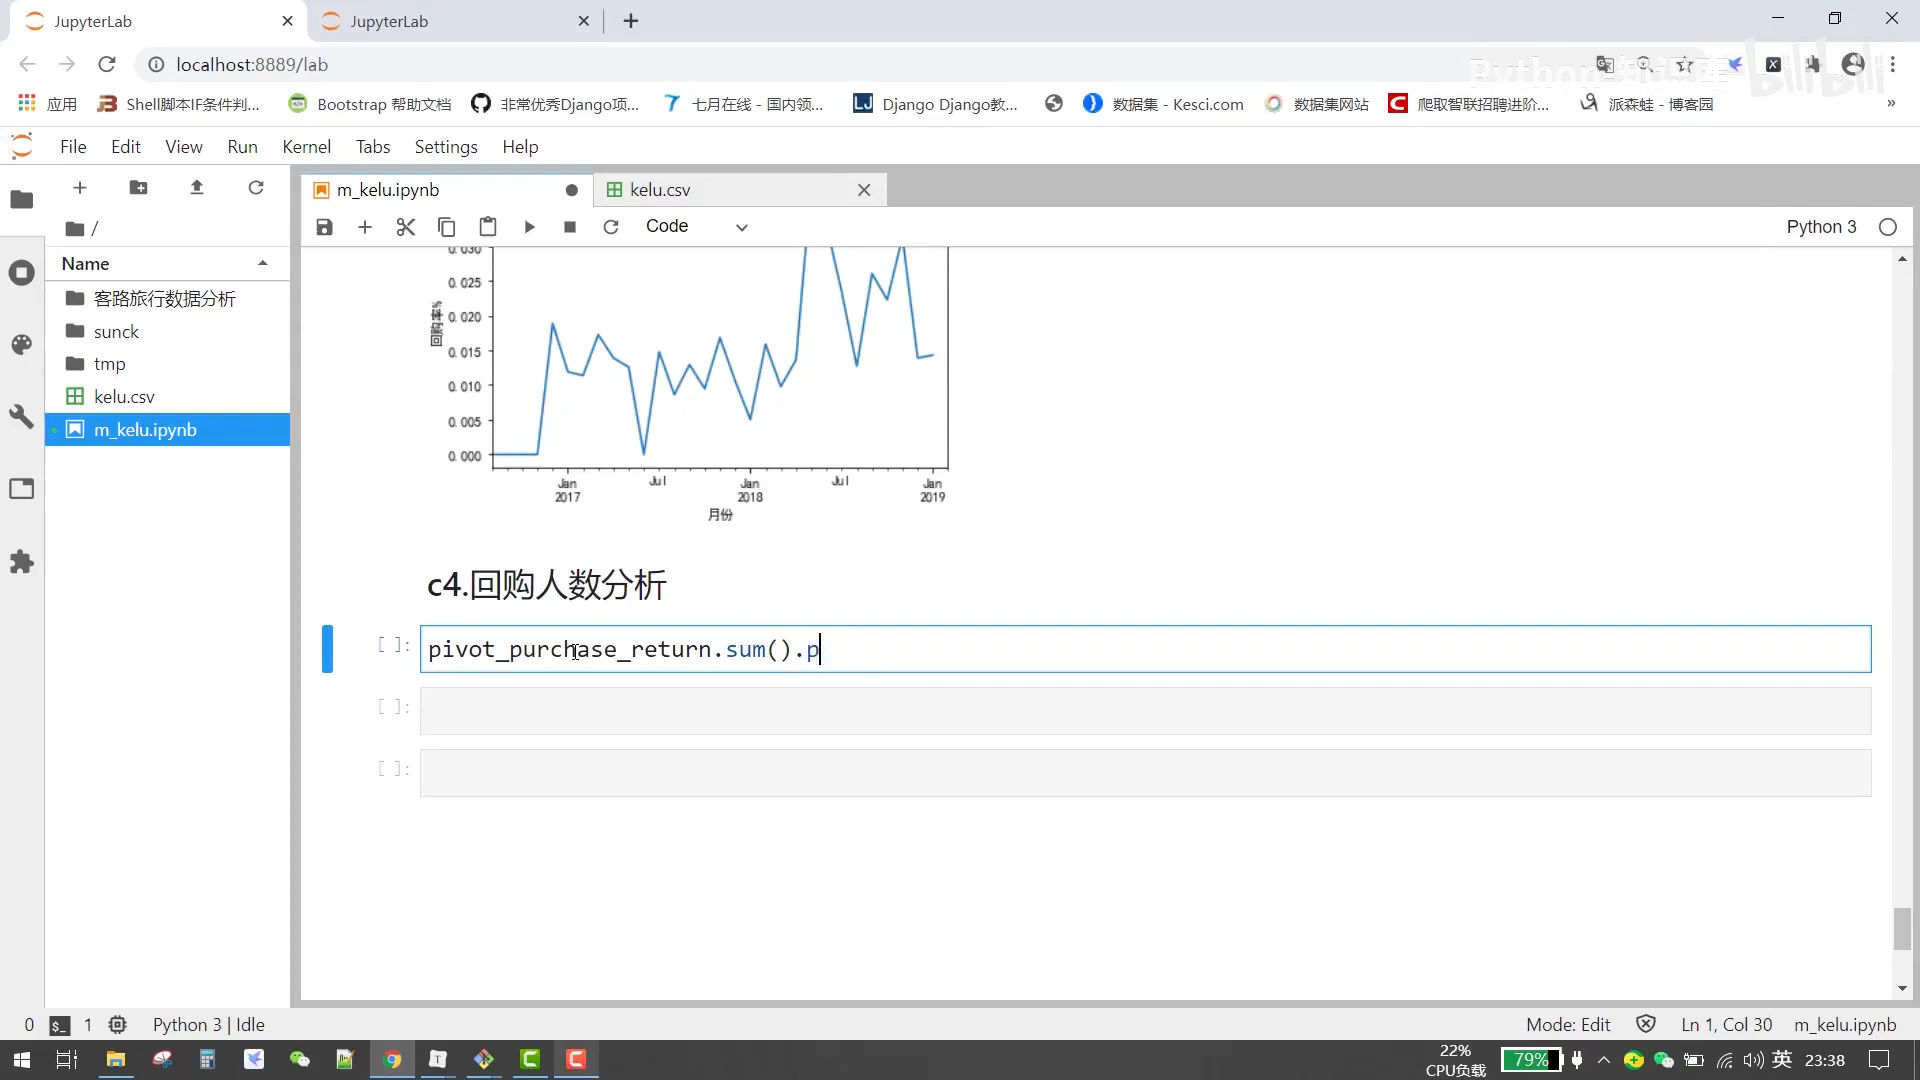 JupyterLab
JupyterLab
localhost:8889/lab
应用
Shell脚本IF条件判...
Bootstrap 帮助文档
非常优秀Django项...
七月在线 - 国内领...
Django Django教...
数据集 - Kesci.com
数据集网站
爬取智联招聘进阶...
派森蛙 - 博客园
»
File Edit View Run Kernel Tabs Settings Help
m_kelu.ipynb
kelu.csv
/
Code
Python 3
Name
客路旅行数据分析
sunck
tmp
kelu.csv
m_kelu.ipynb
0.030
0.025
0.020
0.015
0.010
0.005
0.000
回购率%
Jan Jul Jan Jul Jan
2017 2018 2019
月份
c4.回购人数分析
[ ]: pivot_purchase_return.sum().p
[ ]:
[ ]:
0 1 Python 3 | Idle
Mode: Edit Ln 1, Col 30 m_kelu.ipynb
22%
CPU负载
79%
英
23:38
bilibili